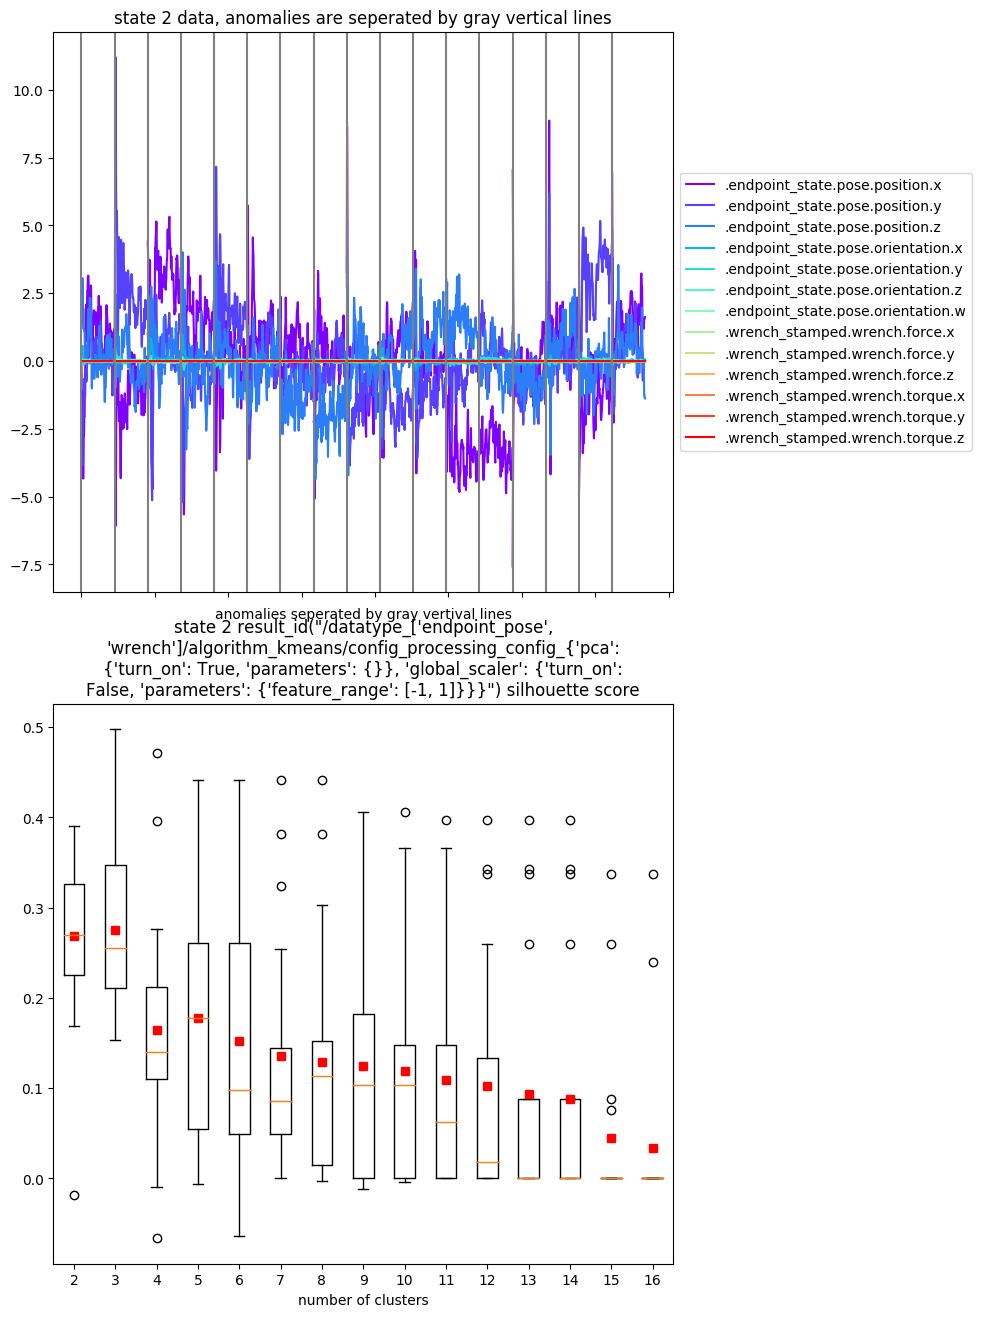 state 2 data, anomalies are seperated by gray vertical lines
10.0
7.5
5.0
2.5
0.0
−2.5
−5.0
−7.5
.endpoint_state.pose.position.x
.endpoint_state.pose.position.y
.endpoint_state.pose.position.z
.endpoint_state.pose.orientation.x
.endpoint_state.pose.orientation.y
.endpoint_state.pose.orientation.z
.endpoint_state.pose.orientation.w
.wrench_stamped.wrench.force.x
.wrench_stamped.wrench.force.y
.wrench_stamped.wrench.force.z
.wrench_stamped.wrench.torque.x
.wrench_stamped.wrench.torque.y
.wrench_stamped.wrench.torque.z
anomalies seperated by gray vertival lines
state 2 result_id("/datatype_['endpoint_pose',
'wrench']/algorithm_kmeans/config_processing_config_{'pca':
{'turn_on': True, 'parameters': {}}, 'global_scaler': {'turn_on':
False, 'parameters': {'feature_range': [-1, 1]}}}") silhouette score
0.5
0.4
0.3
0.2
0.1
0.0
2 3 4 5 6 7 8 9 10 11 12 13 14 15 16
number of clusters